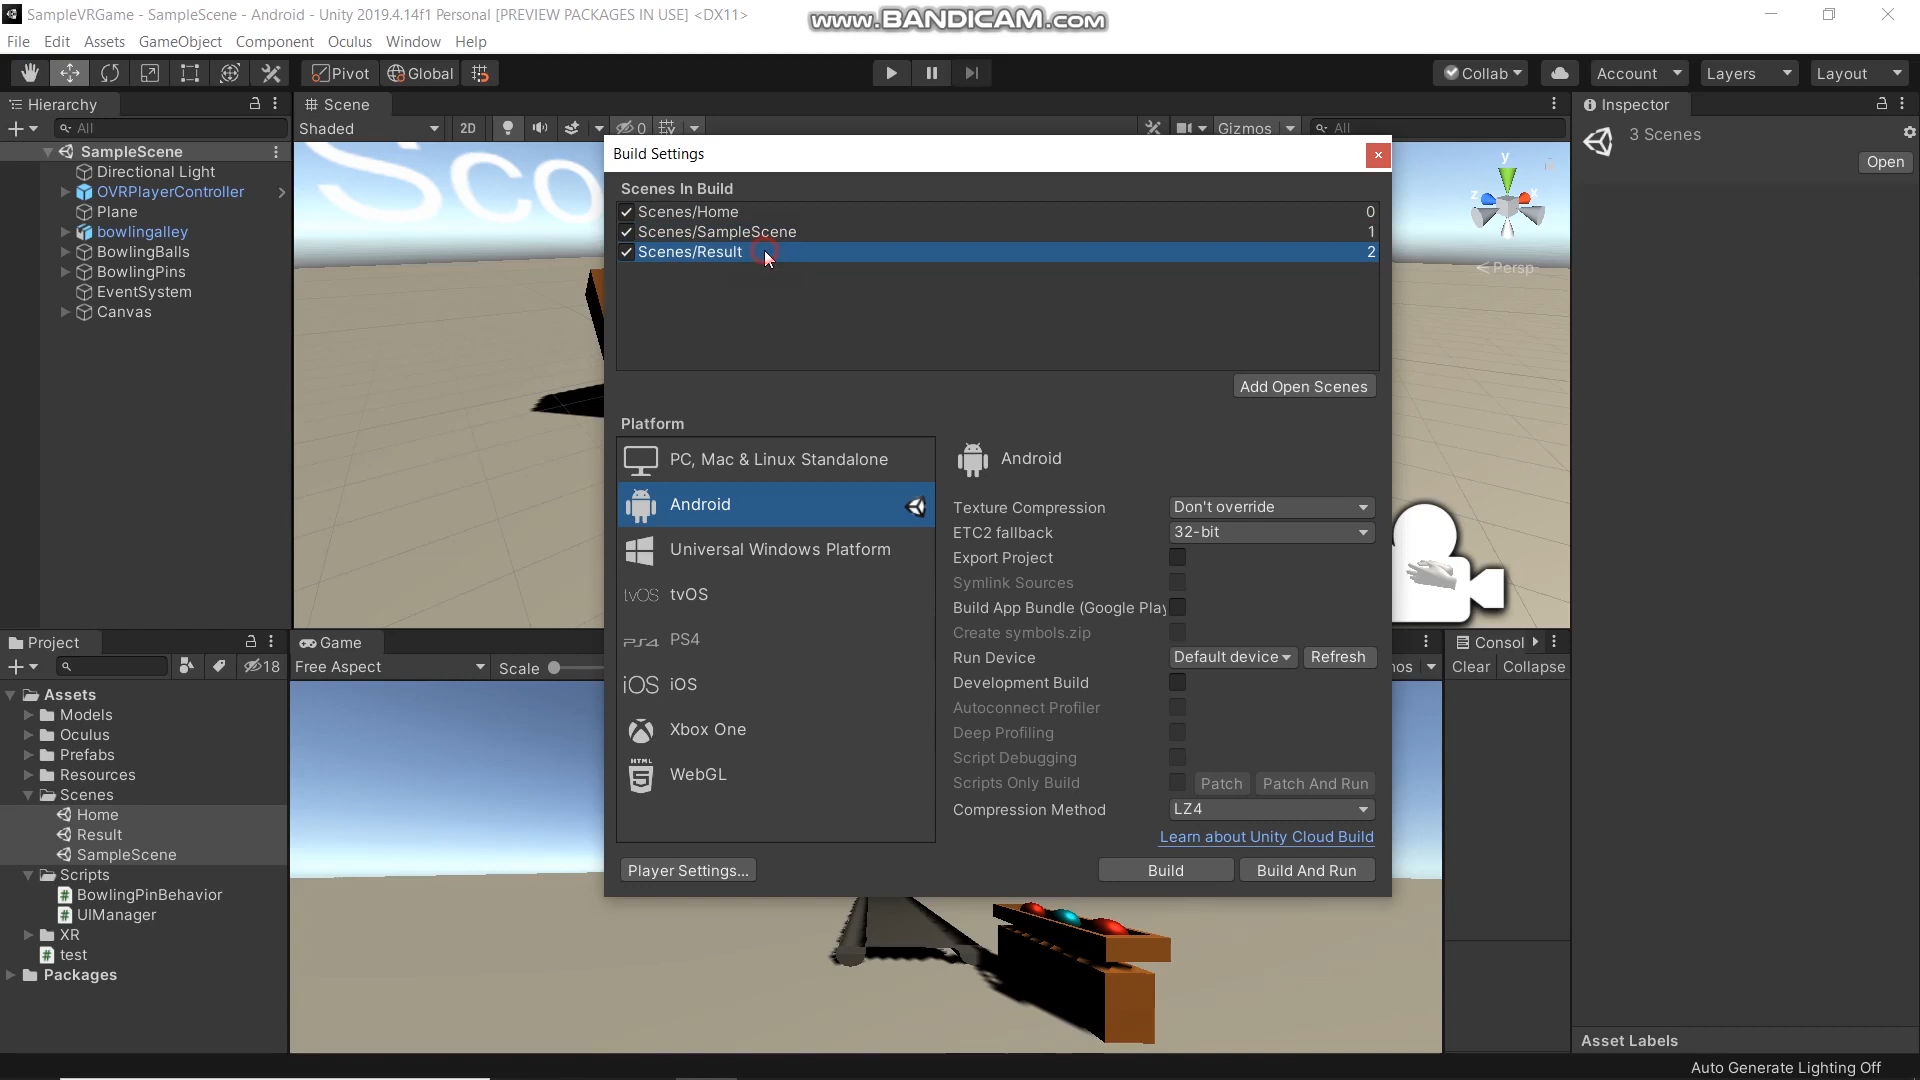 SampleVRGame - SampleScene - Android - Unity 2019.4.14f1 Personal [PREVIEW PACKAGES IN USE] <DX11>
www.BANDICAM.com
File Edit Assets GameObject Component Oculus Window Help
Pivot Global Collab Account Layers Layout
Hierarchy
All
SampleScene
Directional Light
OVRPlayerController
Plane
bowlingalley
BowlingBalls
BowlingPins
EventSystem
Canvas
Scene
Shaded 2D 0 Gizmos All
Sco
y
z x
Persp
Inspector
3 Scenes
Open
Build Settings
Scenes In Build
Scenes/Home 0
Scenes/SampleScene 1
Scenes/Result 2
Add Open Scenes
Platform
PC, Mac & Linux Standalone
Android
Universal Windows Platform
tvOS tvOS
PS4 PS4
iOS iOS
Xbox One
HTML 5 WebGL
Android
Texture Compression Don't override
ETC2 fallback 32-bit
Export Project
Symlink Sources
Build App Bundle (Google Play
Create symbols.zip
Run Device Default device Refresh
Development Build
Autoconnect Profiler
Deep Profiling
Script Debugging
Scripts Only Build Patch Patch And Run
Compression Method LZ4
Learn about Unity Cloud Build
Player Settings... Build Build And Run
Project
18
Assets
Models
Oculus
Prefabs
Resources
Scenes
Home
Result
SampleScene
Scripts
BowlingPinBehavior
UIManager
XR
test
Packages
Game
Free Aspect Scale
mos
Consol
Clear Collapse
Asset Labels
Auto Generate Lighting Off